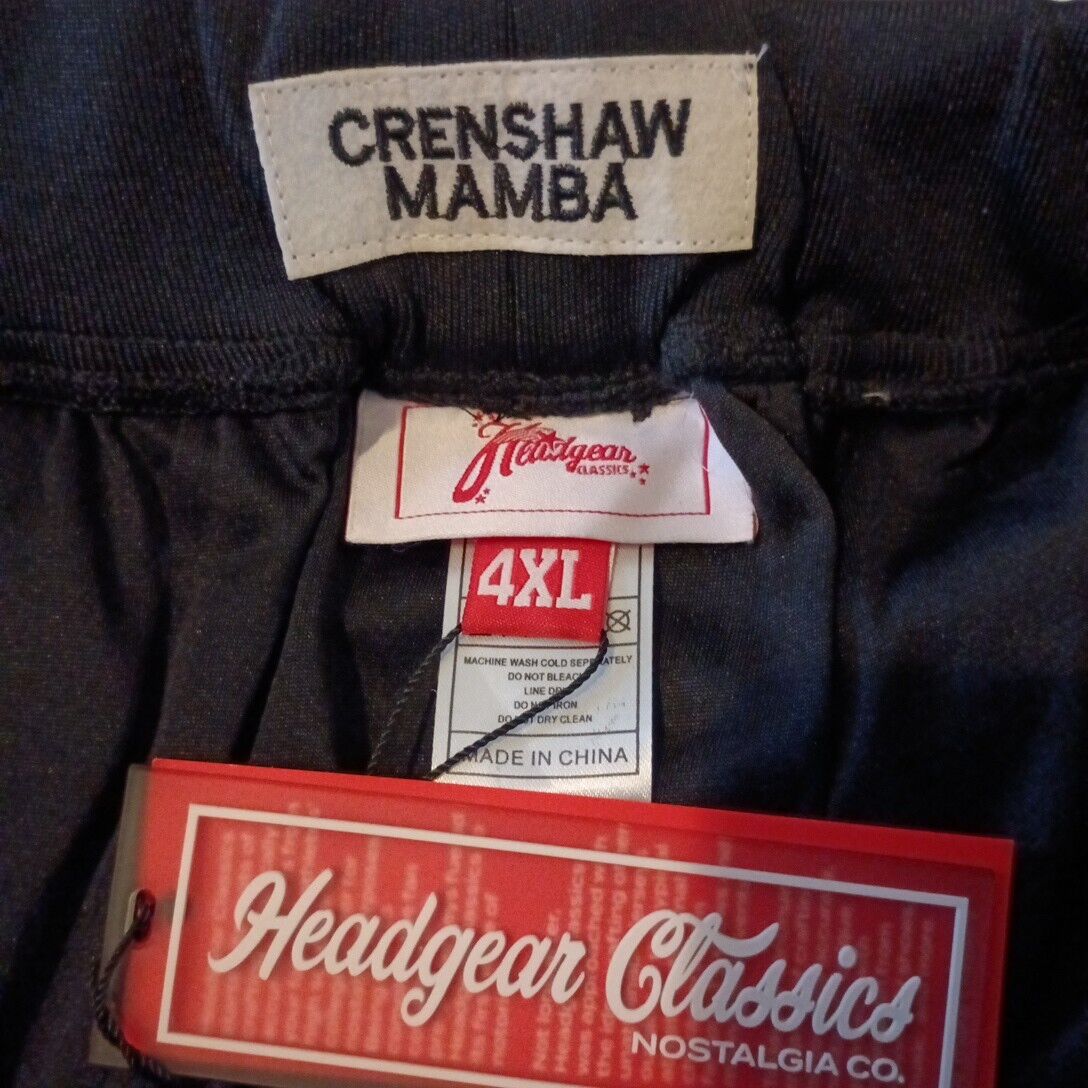 CRENSHAW
MAMBA
Headgear
CLASSICS
4XL
MACHINE WASH COLD SEPERATELY
DO NOT BLEACH
LINE DRY
DO NOT IRON
DO NOT DRY CLEAN
MADE IN CHINA
Headgear Classics
NOSTALGIA CO.